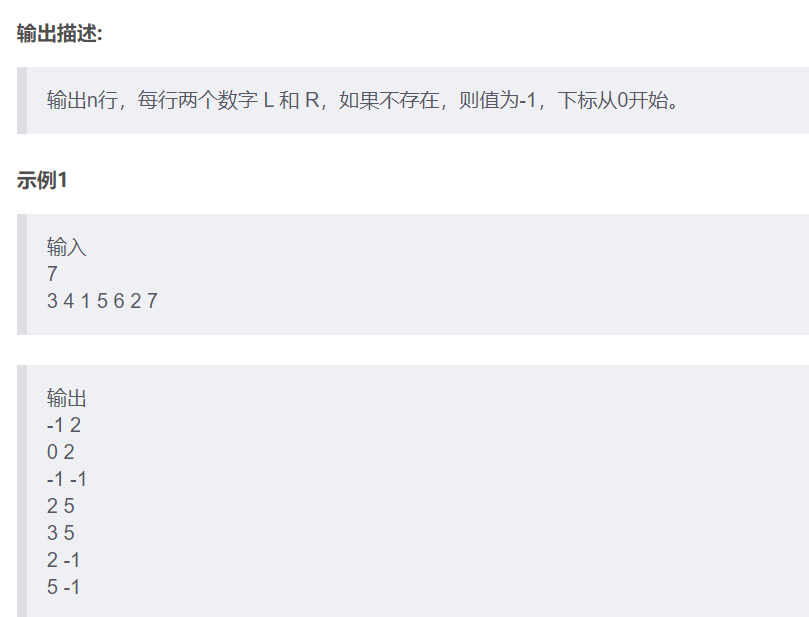 输出描述:
输出n行，每行两个数字 L 和 R，如果不存在，则值为-1，下标从0开始。
示例1
输入
7
3 4 1 5 6 2 7
输出
-1 2
0 2
-1 -1
2 5
3 5
2 -1
5 -1